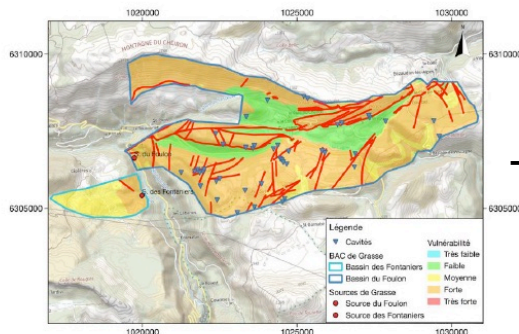 1020000
1025000
1030000
6310000
6310000
MONTAGNE DU CHEIRON
du Foulon
S. des Fontaniers
6305000
6305000
Légende
Cavités
BAC de Grasse
Bassin des Fontaniers
Bassin du Foulon
Sources de Grasse
Source du Foulon
Source des Fontaniers
Vulnérabilité
Très faible
Faible
Moyenne
Forte
Très forte
1020000
1025000
1030000